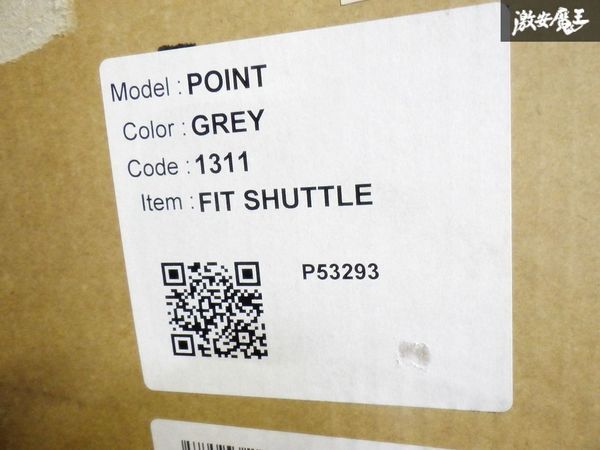 激安魔王
Model : POINT
Color : GREY
Code : 1311
Item : FIT SHUTTLE
P53293